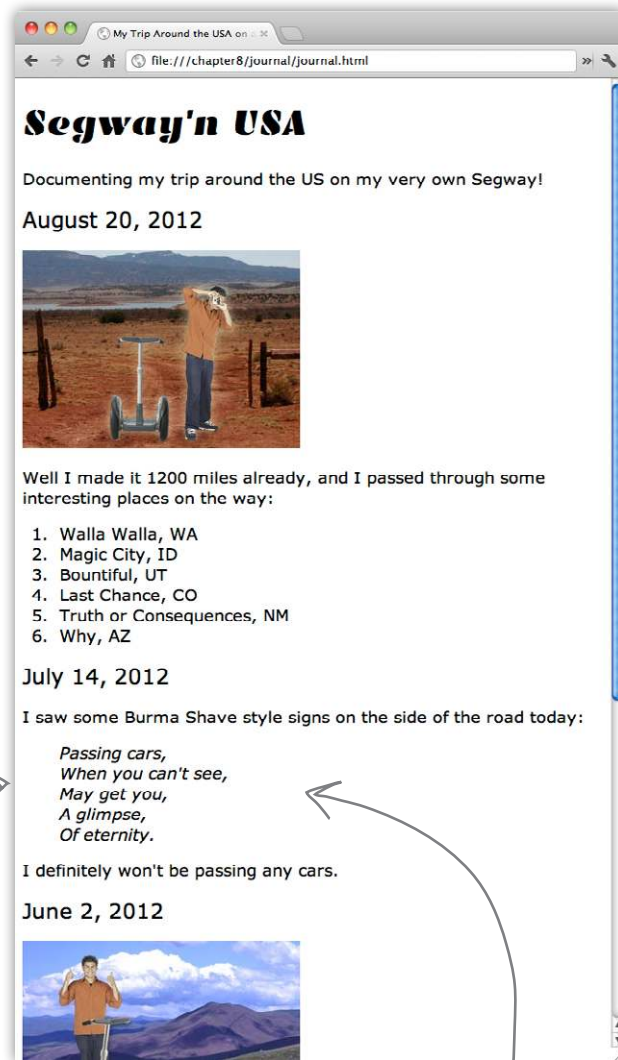 My Trip Around the USA on a
file:///chapter8/journal/journal.html
Segway'n USA
Documenting my trip around the US on my very own Segway!
August 20, 2012
Well I made it 1200 miles already, and I passed through some
interesting places on the way:
1. Walla Walla, WA
2. Magic City, ID
3. Bountiful, UT
4. Last Chance, CO
5. Truth or Consequences, NM
6. Why, AZ
July 14, 2012
I saw some Burma Shave style signs on the side of the road today:
Passing cars,
When you can't see,
May get you,
A glimpse,
Of eternity.
I definitely won't be passing any cars.
June 2, 2012